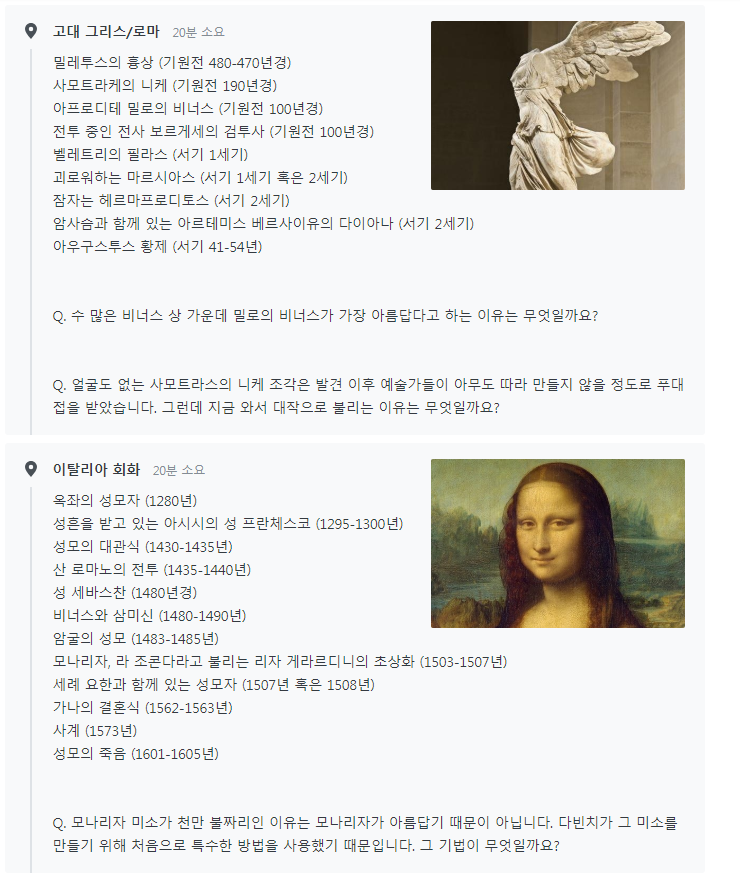 고대 그리스/로마 20분 소요
밀레투스의 흉상 (기원전 480-470년경)
사모트라케의 니케 (기원전 190년경)
아프로디테 밀로의 비너스 (기원전 100년경)
전투 중인 전사 보르게세의 검투사 (기원전 100년경)
벨레트리의 필라스 (서기 1세기)
괴로워하는 마르시아스 (서기 1세기 혹은 2세기)
잠자는 헤르마프로디토스 (서기 2세기)
암사슴과 함께 있는 아르테미스 베르사이유의 다이아나 (서기 2세기)
아우구스투스 황제 (서기 41-54년)
Q. 수 많은 비너스 상 가운데 밀로의 비너스가 가장 아름답다고 하는 이유는 무엇일까요?
Q. 얼굴도 없는 사모트라스의 니케 조각은 발견 이후 예술가들이 아무도 따라 만들지 않을 정도로 푸대
접을 받았습니다. 그런데 지금 와서 대작으로 불리는 이유는 무엇일까요?
이탈리아 회화 20분 소요
옥좌의 성모자 (1280년)
성흔을 받고 있는 아시시의 성 프란체스코 (1295-1300년)
성모의 대관식 (1430-1435년)
산 로마노의 전투 (1435-1440년)
성 세바스찬 (1480년경)
비너스와 삼미신 (1480-1490년)
암굴의 성모 (1483-1485년)
모나리자, 라 조콘다라고 불리는 리자 게라르디니의 초상화 (1503-1507년)
세례 요한과 함께 있는 성모자 (1507년 혹은 1508년)
가나의 결혼식 (1562-1563년)
사계 (1573년)
성모의 죽음 (1601-1605년)
Q. 모나리자 미소가 천만 불짜리인 이유는 모나리자가 아름답기 때문이 아닙니다. 다빈치가 그 미소를
만들기 위해 처음으로 특수한 방법을 사용했기 때문입니다. 그 기법이 무엇일까요?